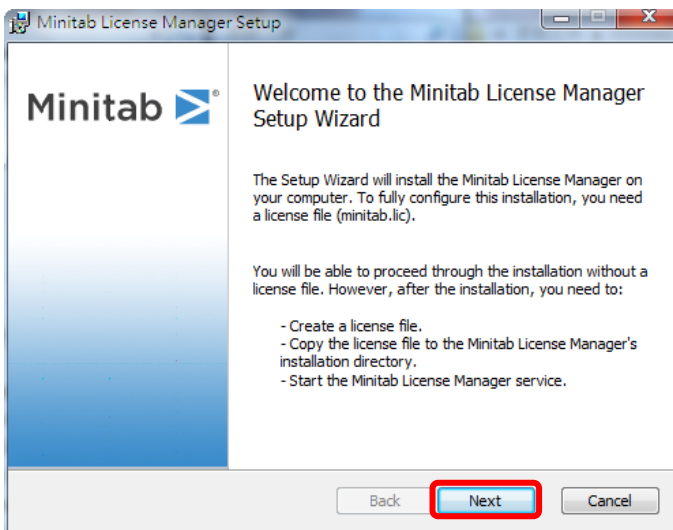 Minitab License Manager Setup
Minitab ®
Welcome to the Minitab License Manager
Setup Wizard
The Setup Wizard will install the Minitab License Manager on
your computer. To fully configure this installation, you need
a license file (minitab.lic).
You will be able to proceed through the installation without a
license file. However, after the installation, you need to:
- Create a license file.
- Copy the license file to the Minitab License Manager's
installation directory.
- Start the Minitab License Manager service.
Back Next Cancel